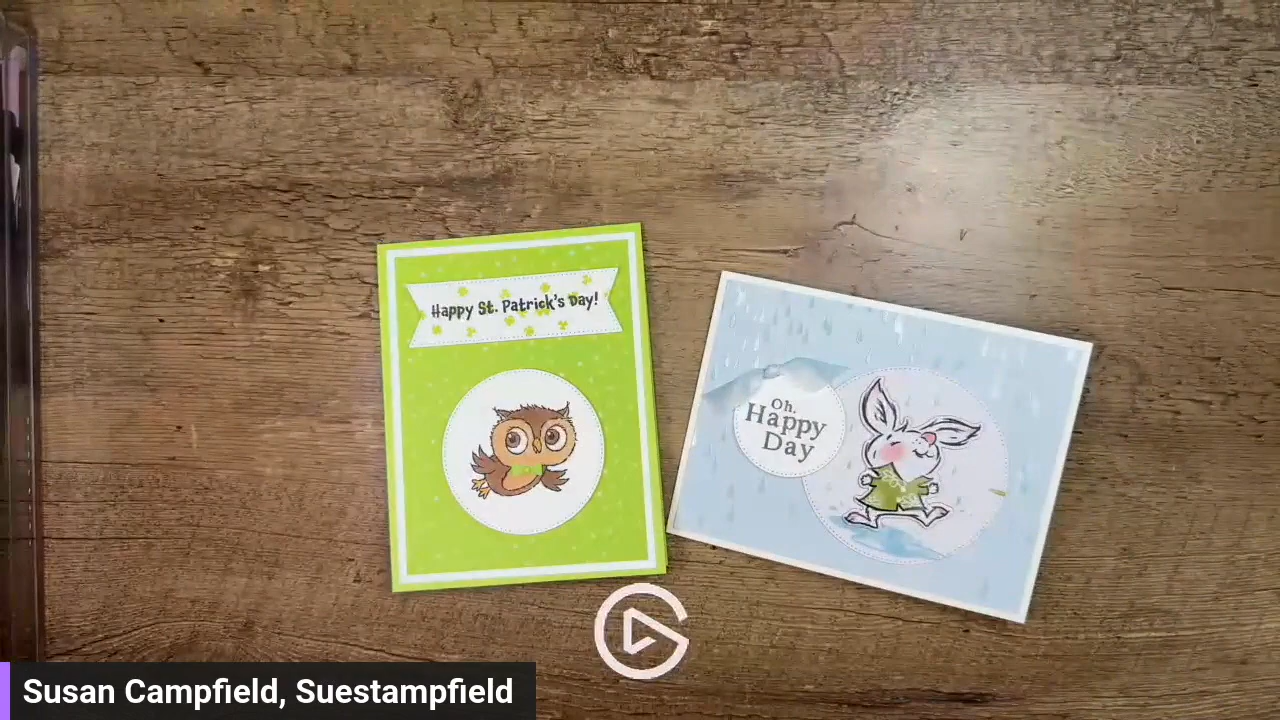 Happy St. Patrick's Day!
Oh,
Happy
Day
Susan Campfield, Suestampfield